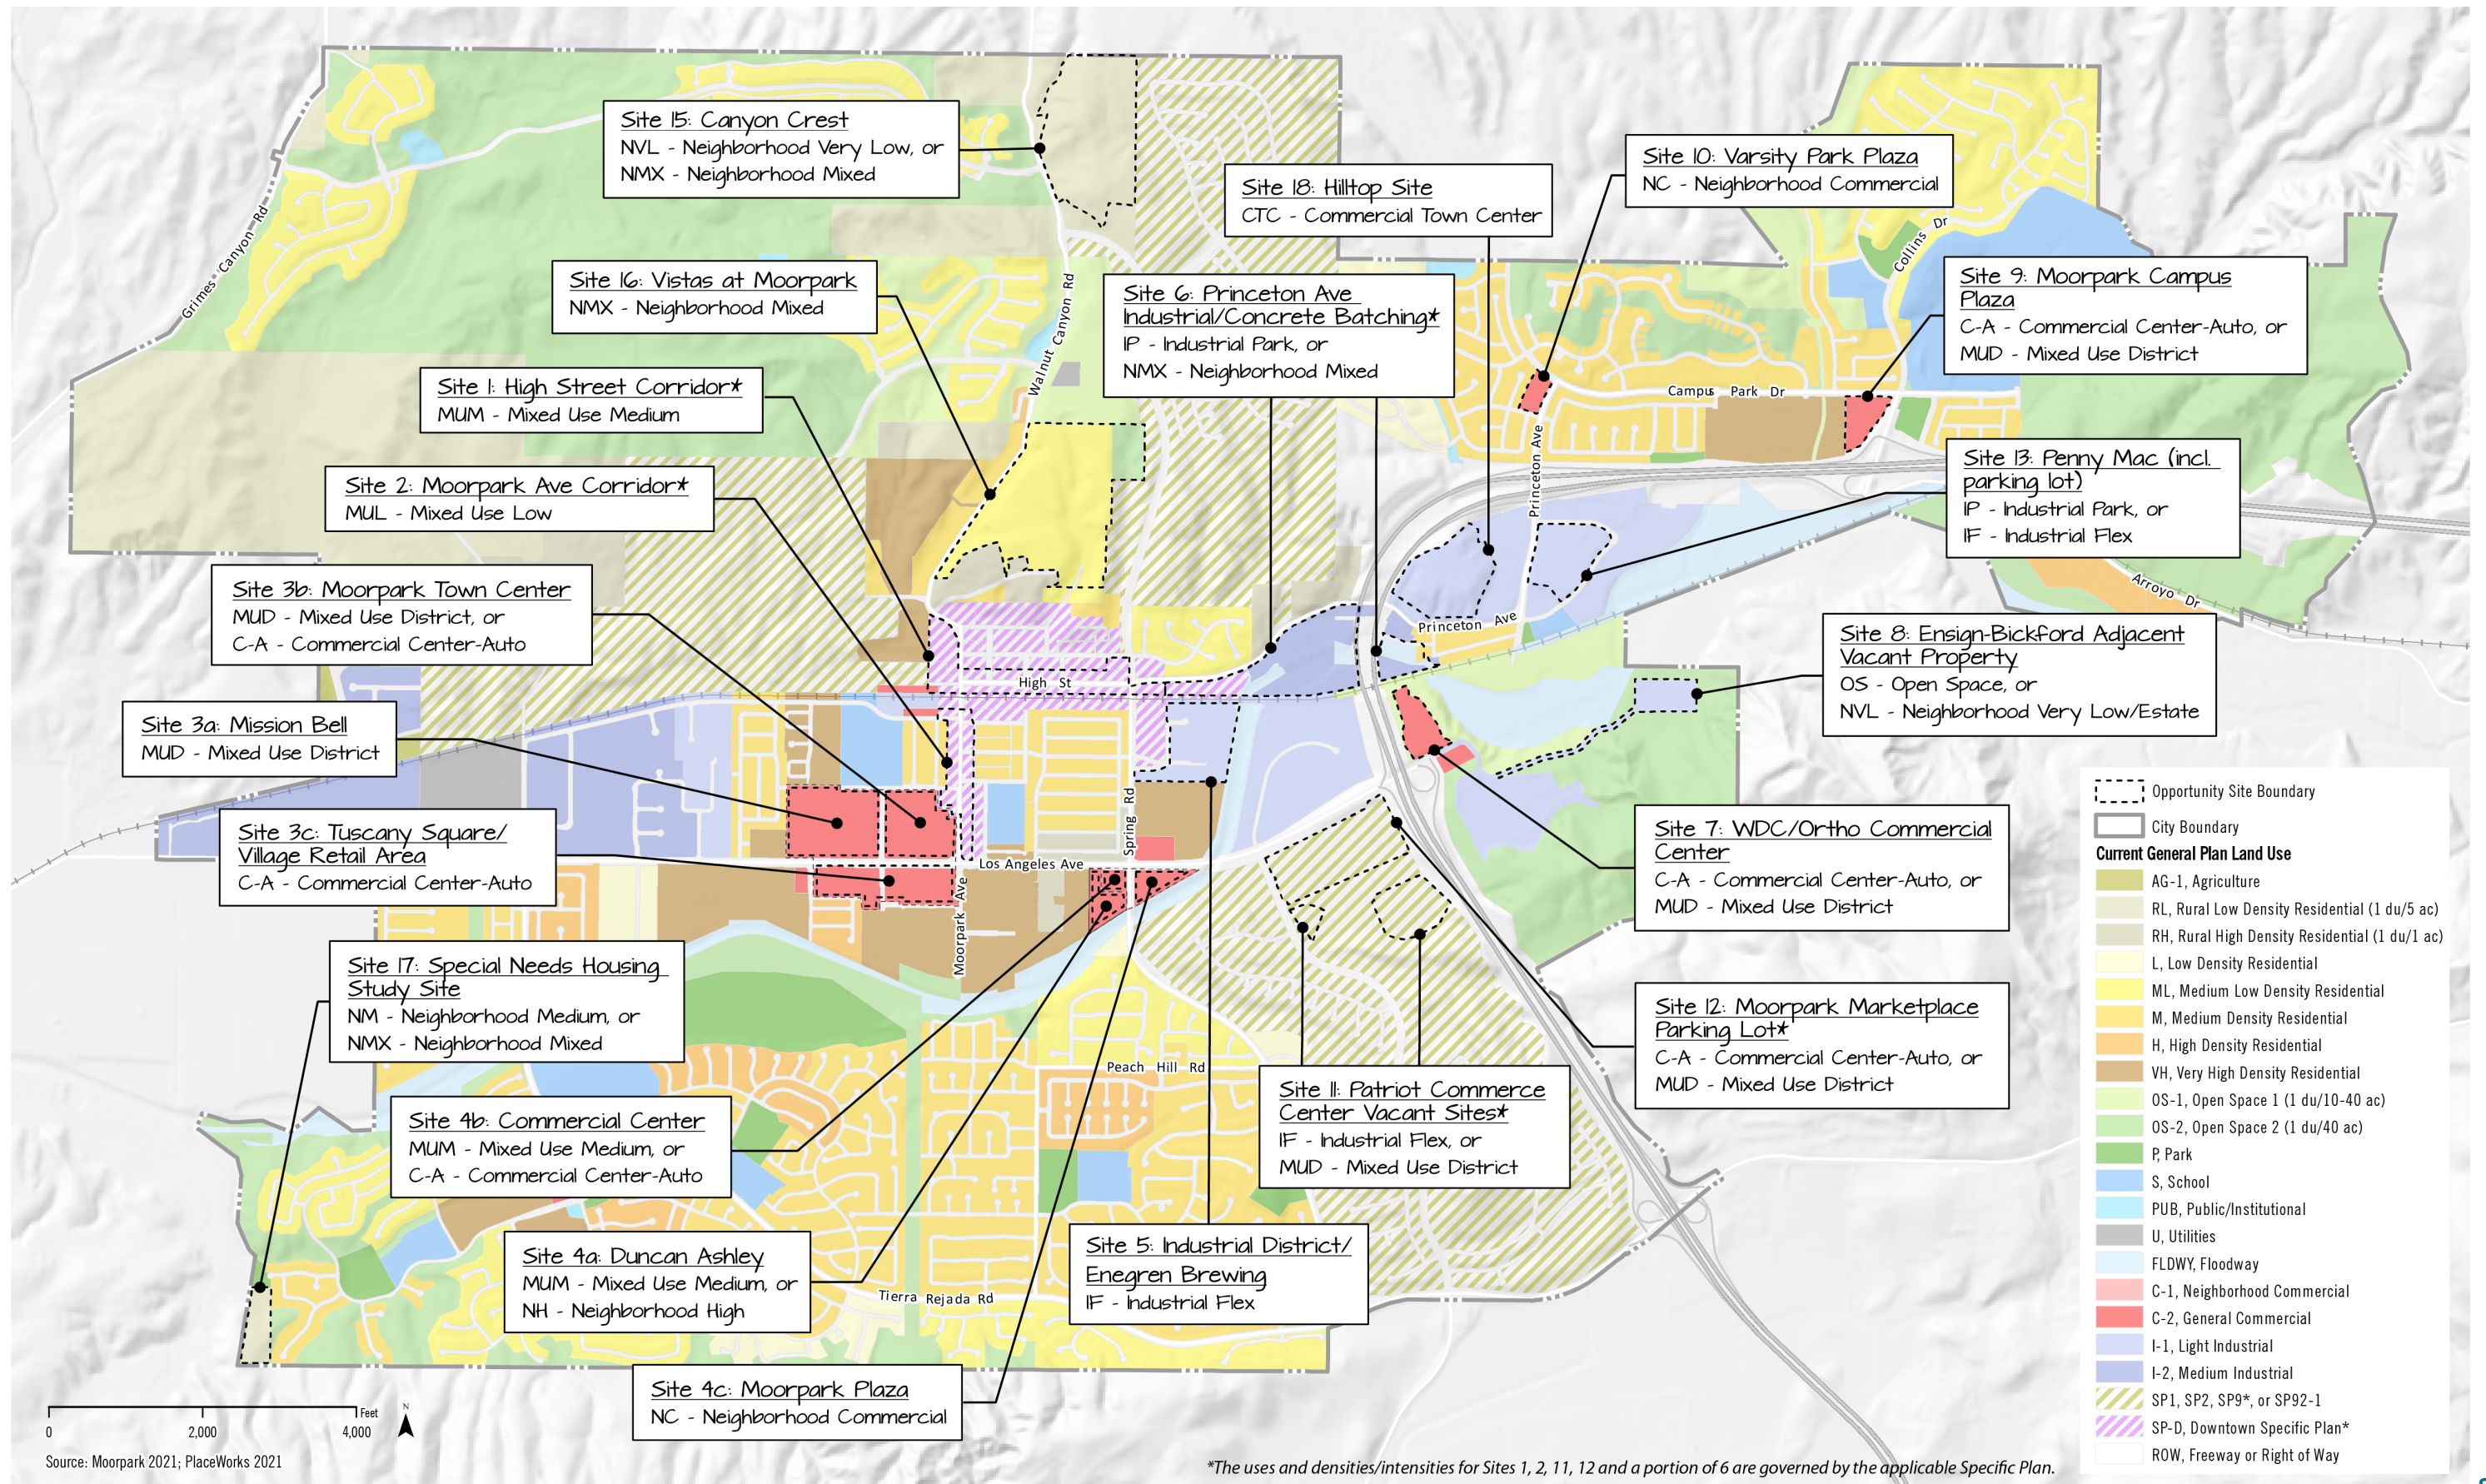 Site 15: Canyon Crest
NVL - Neighborhood Very Low, or
NMX - Neighborhood Mixed
Site 18: Hilltop Site
CTC - Commercial Town Center
Site 10: Varsity Park Plaza
NC - Neighborhood Commercial
Grimes Canyon Rd
Collins Dr
Site 16: Vistas at Moorpark
NMX - Neighborhood Mixed
Walnut Canyon Rd
Site 6: Princeton Ave
Industrial/Concrete Batching*
IP - Industrial Park, or
NMX - Neighborhood Mixed
Site 9: Moorpark Campus
Plaza
C-A - Commercial Center-Auto, or
MUD - Mixed Use District
Site 1: High Street Corridor*
MUM - Mixed Use Medium
Campus Park Dr
Princeton Ave
Site 2: Moorpark Ave Corridor*
MUL - Mixed Use Low
Site 13: Penny Mac (incl.
parking lot)
IP - Industrial Park, or
IF - Industrial Flex
Site 3b: Moorpark Town Center
MUD - Mixed Use District, or
C-A - Commercial Center-Auto
Arroyo Dr
Princeton Ave
Site 8: Ensign-Bickford Adjacent
Vacant Property
OS - Open Space, or
NVL - Neighborhood Very Low/Estate
High St
Site 3a: Mission Bell
MUD - Mixed Use District
Spring Rd
Site 3c: Tuscany Square/
Village Retail Area
C-A - Commercial Center-Auto
Los Angeles Ave
Moorpark Ave
Site 7: WDC/Ortho Commercial
Center
C-A - Commercial Center-Auto, or
MUD - Mixed Use District
Site 17: Special Needs Housing
Study Site
NM - Neighborhood Medium, or
NMX - Neighborhood Mixed
Site 12: Moorpark Marketplace
Parking Lot*
C-A - Commercial Center-Auto, or
MUD - Mixed Use District
Peach Hill Rd
Site 11: Patriot Commerce
Center Vacant Sites*
IF - Industrial Flex, or
MUD - Mixed Use District
Site 4b: Commercial Center
MUM - Mixed Use Medium, or
C-A - Commercial Center-Auto
Site 4a: Duncan Ashley
MUM - Mixed Use Medium, or
NH - Neighborhood High
Site 5: Industrial District/
Enegren Brewing
IF - Industrial Flex
Tierra Rejada Rd
Site 4c: Moorpark Plaza
NC - Neighborhood Commercial
Opportunity Site Boundary
City Boundary
Current General Plan Land Use
AG-1, Agriculture
RL, Rural Low Density Residential (1 du/5 ac)
RH, Rural High Density Residential (1 du/1 ac)
L, Low Density Residential
ML, Medium Low Density Residential
M, Medium Density Residential
H, High Density Residential
VH, Very High Density Residential
OS-1, Open Space 1 (1 du/10-40 ac)
OS-2, Open Space 2 (1 du/40 ac)
P, Park
S, School
PUB, Public/Institutional
U, Utilities
FLDWY, Floodway
C-1, Neighborhood Commercial
C-2, General Commercial
I-1, Light Industrial
I-2, Medium Industrial
SP1, SP2, SP9*, or SP92-1
SP-D, Downtown Specific Plan*
ROW, Freeway or Right of Way
Feet
N
0 2,000 4,000
Source: Moorpark 2021; PlaceWorks 2021
*The uses and densities/intensities for Sites 1, 2, 11, 12 and a portion of 6 are governed by the applicable Specific Plan.